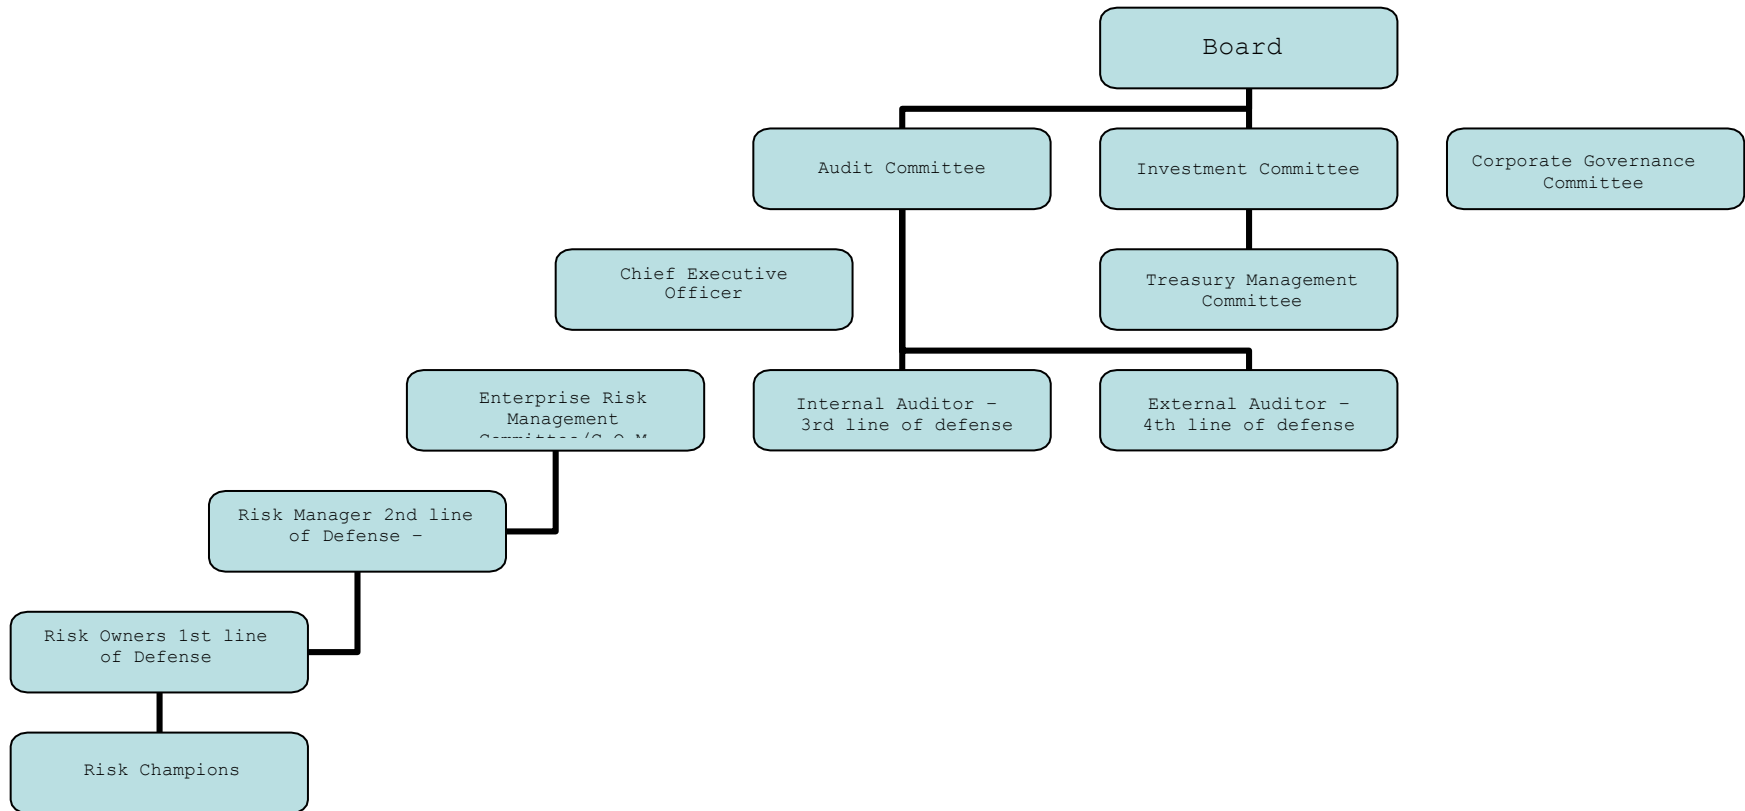 Board
Audit Committee
Investment Committee
Corporate Governance
Committee
Chief Executive
Officer
Treasury Management
Committee
Enterprise Risk
Management
Internal Auditor –
3rd line of defense
External Auditor –
4th line of defense
Risk Manager 2nd line
of Defense –
Risk Owners 1st line
of Defense
Risk Champions